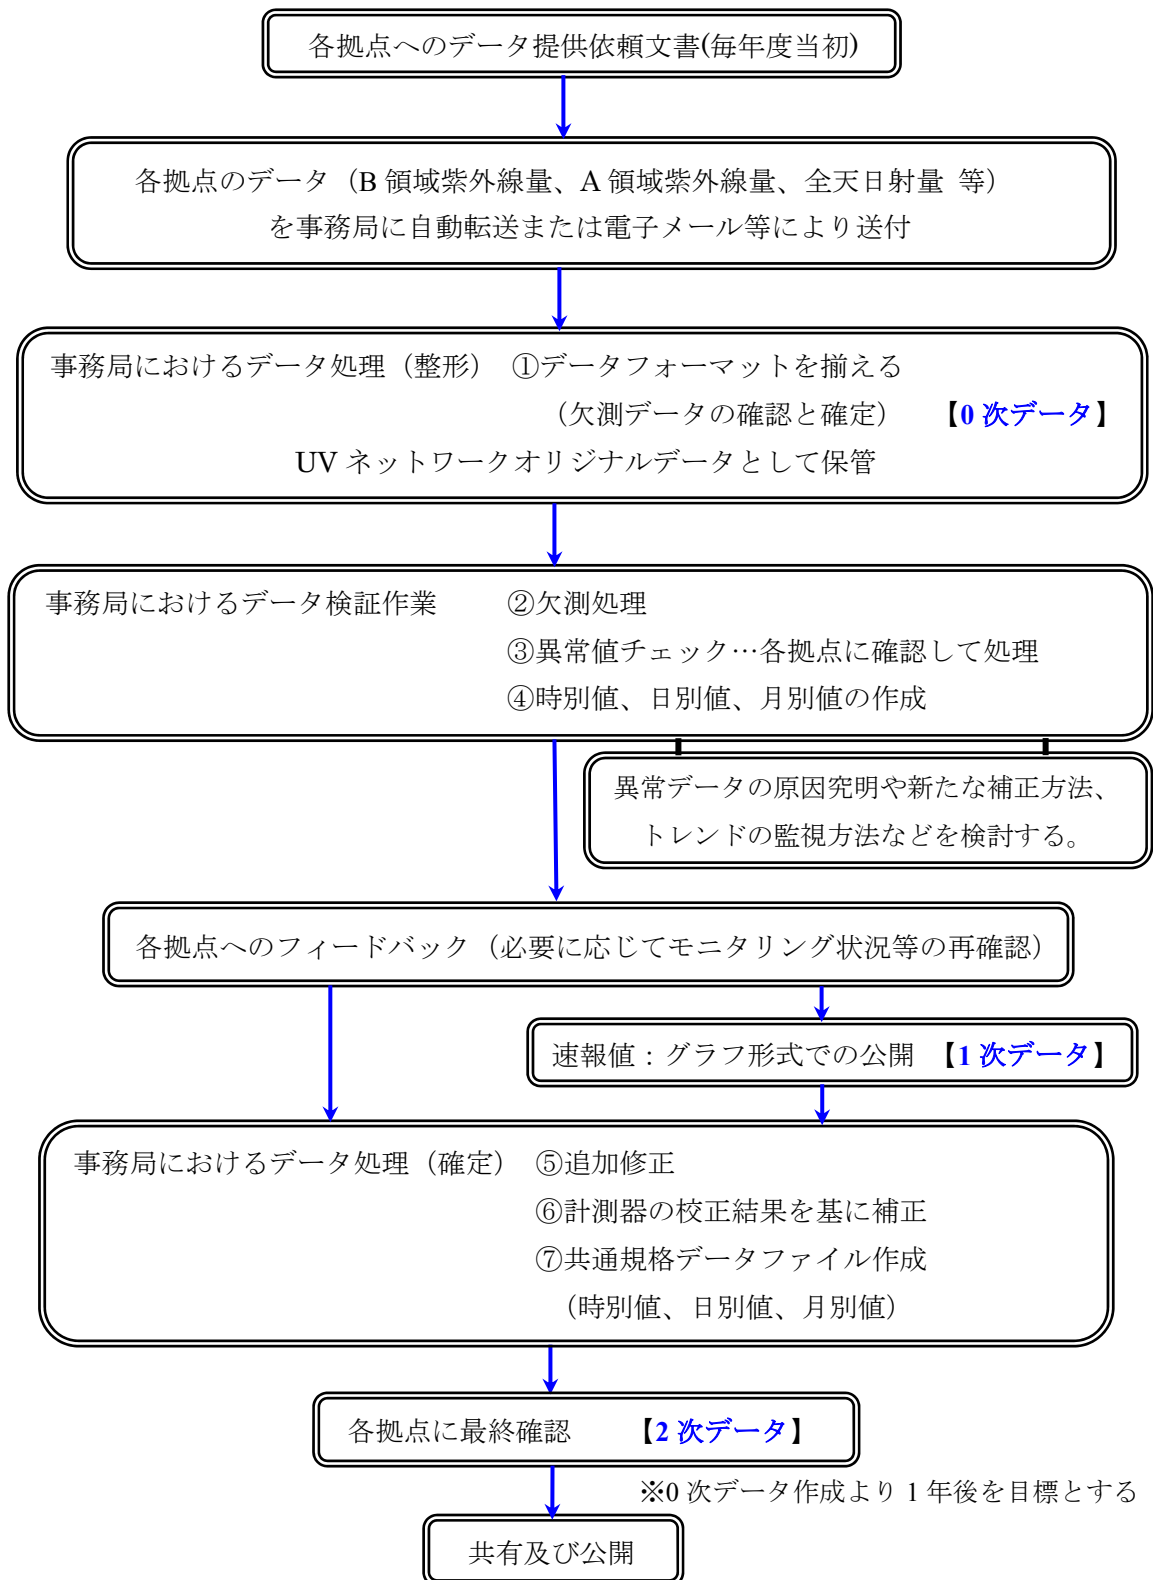 各拠点へのデータ提供依頼文書(毎年度当初)
各拠点のデータ（B 領域紫外線量、A 領域紫外線量、全天日射量 等）
を事務局に自動転送または電子メール等により送付
事務局におけるデータ処理（整形） ①データフォーマットを揃える
（欠測データの確認と確定） 【0 次データ】
UV ネットワークオリジナルデータとして保管
事務局におけるデータ検証作業 ②欠測処理
③異常値チェック…各拠点に確認して処理
④時別値、日別値、月別値の作成
異常データの原因究明や新たな補正方法、
トレンドの監視方法などを検討する。
各拠点へのフィードバック（必要に応じてモニタリング状況等の再確認）
速報値：グラフ形式での公開 【1 次データ】
事務局におけるデータ処理（確定） ⑤追加修正
⑥計測器の校正結果を基に補正
⑦共通規格データファイル作成
（時別値、日別値、月別値）
各拠点に最終確認 【2 次データ】
※0 次データ作成より 1 年後を目標とする
共有及び公開